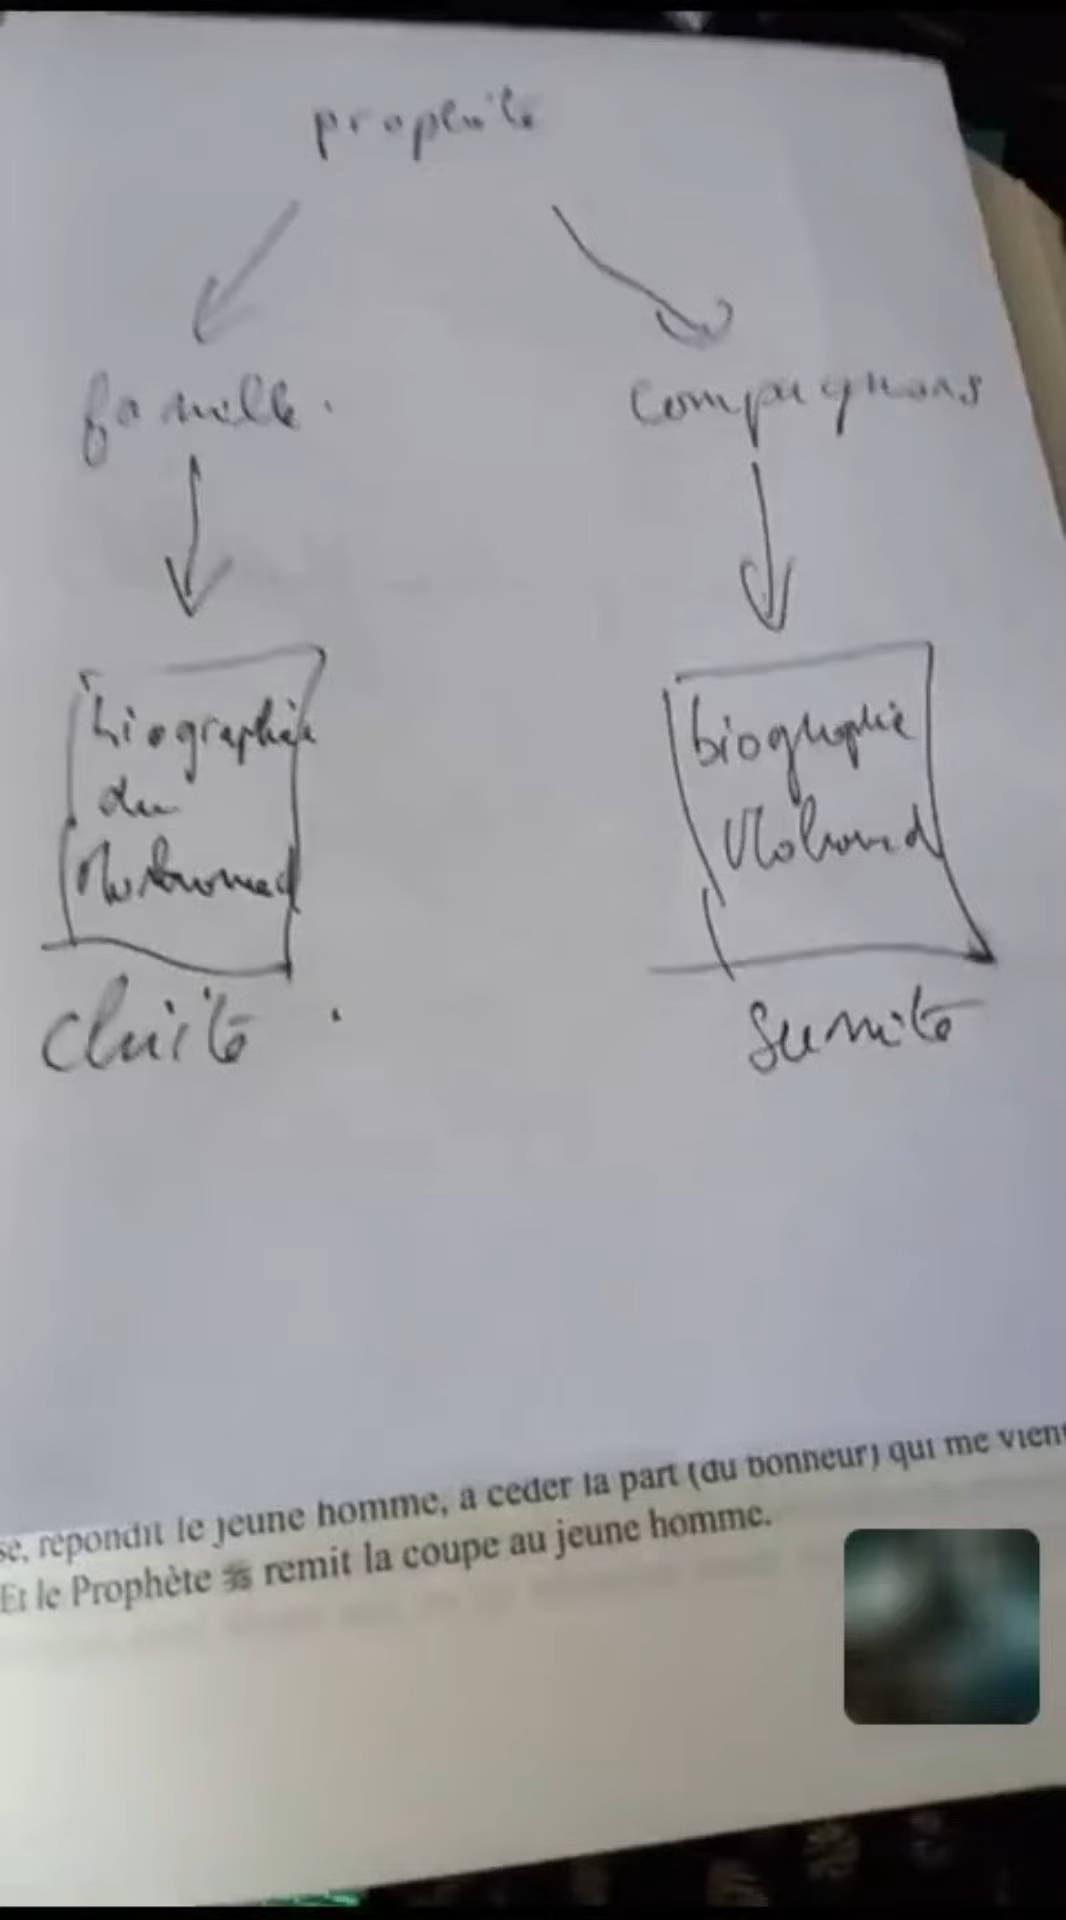 prophète
famille.
compagnons
biographie
du
Mohamed
biographie
Mohamed
Chiite.
Sunnite
se, répondit le jeune homme, à céder la part (du bonheur) qui me vient
Et le Prophète ﷺ remit la coupe au jeune homme.